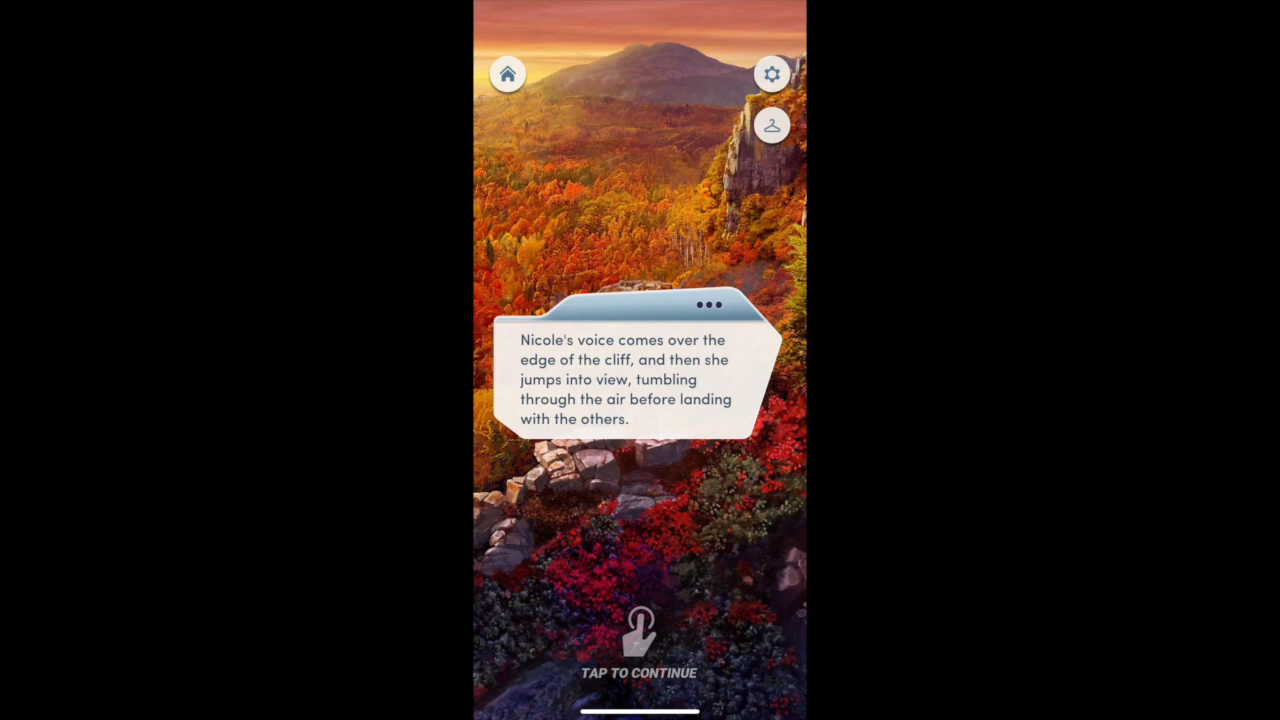 Nicole's voice comes over the
edge of the cliff, and then she
jumps into view, tumbling
through the air before landing
with the others.
TAP TO CONTINUE